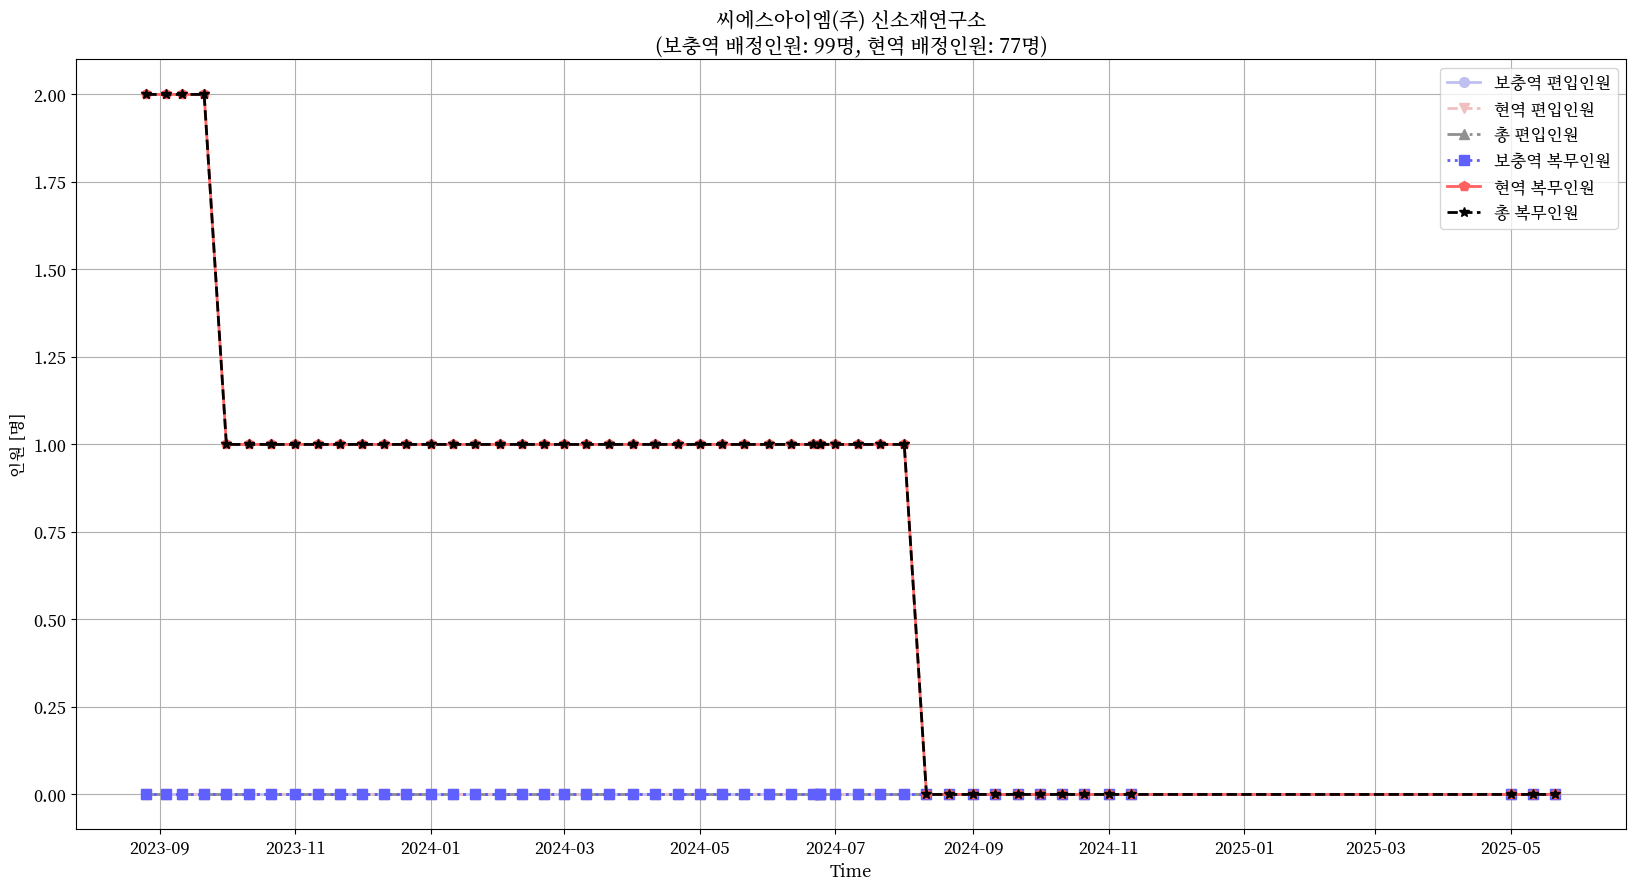 씨에스아이엠(주) 신소재연구소
(보충역 배정인원: 99명, 현역 배정인원: 77명)
보충역 편입인원
현역 편입인원
총 편입인원
보충역 복무인원
현역 복무인원
총 복무인원
2.00
1.75
1.50
1.25
1.00
0.75
0.50
0.25
0.00
인원 [명]
2023-09 2023-11 2024-01 2024-03 2024-05 2024-07 2024-09 2024-11 2025-01 2025-03 2025-05
Time